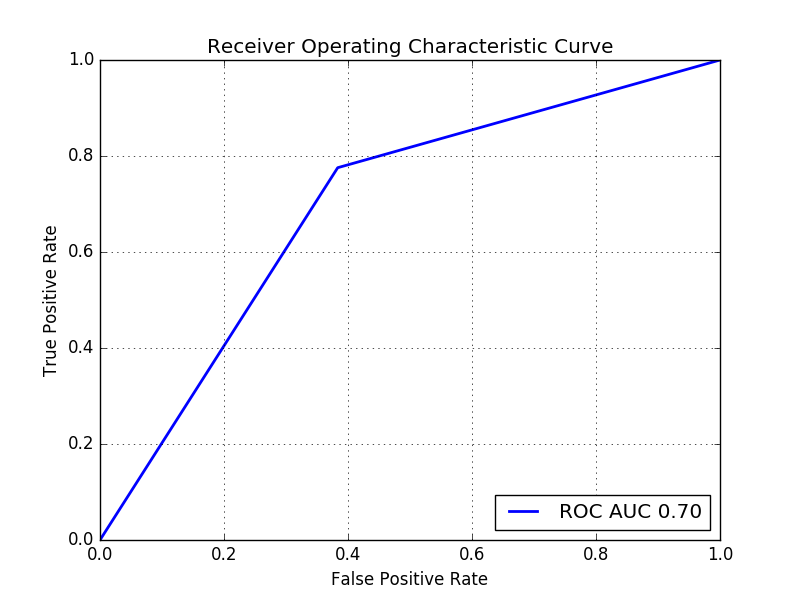 Receiver Operating Characteristic Curve
1.0
0.8
0.6
0.4
0.2
0.0
True Positive Rate
ROC AUC 0.70
0.0 0.2 0.4 0.6 0.8 1.0
False Positive Rate